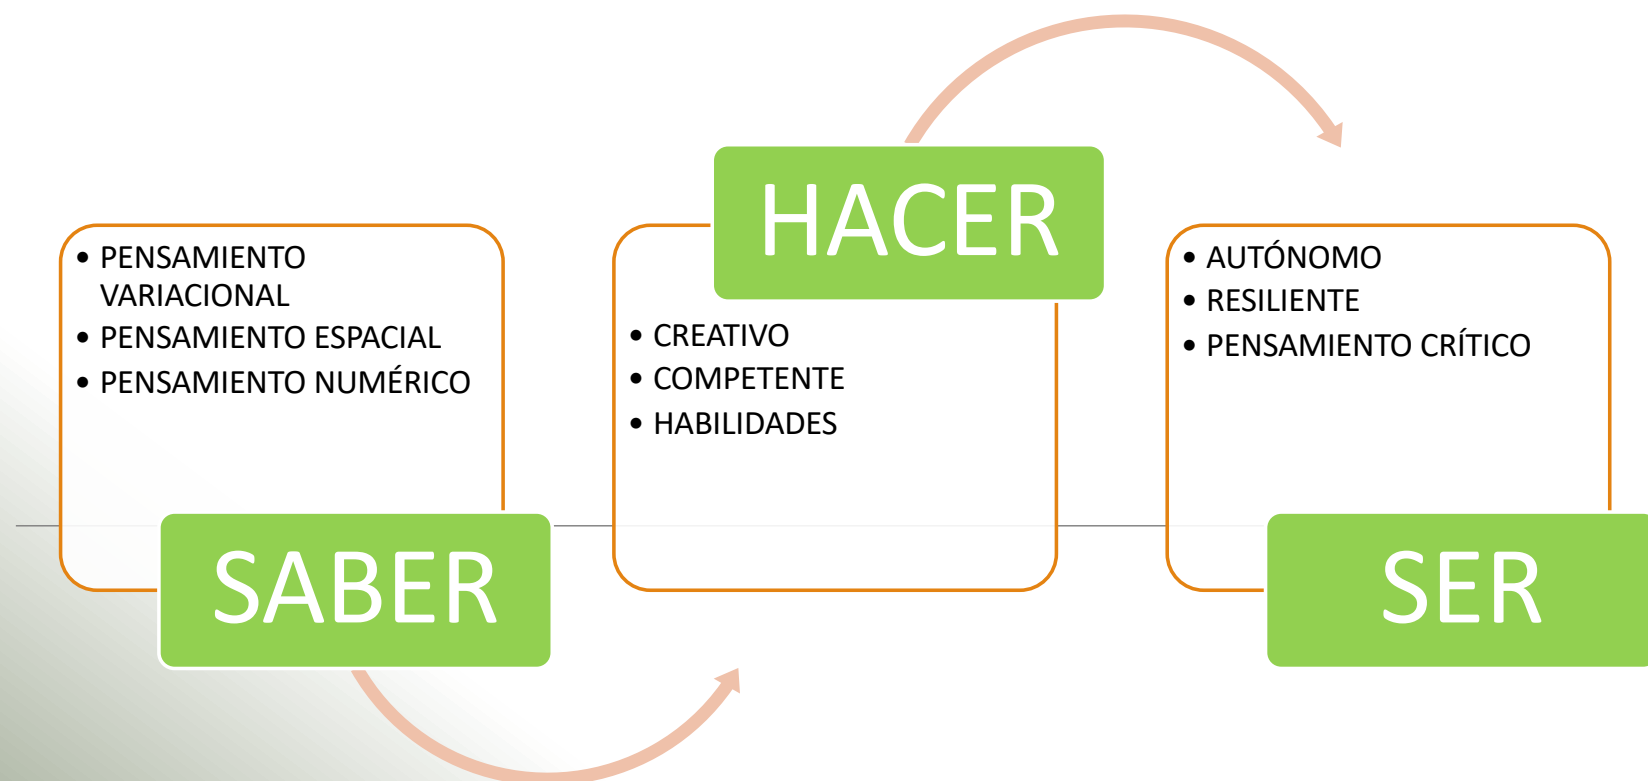 • PENSAMIENTO
VARIACIONAL
• PENSAMIENTO ESPACIAL
• PENSAMIENTO NUMÉRICO
SABER
HACER
• CREATIVO
• COMPETENTE
• HABILIDADES
• AUTÓNOMO
• RESILIENTE
• PENSAMIENTO CRÍTICO
SER